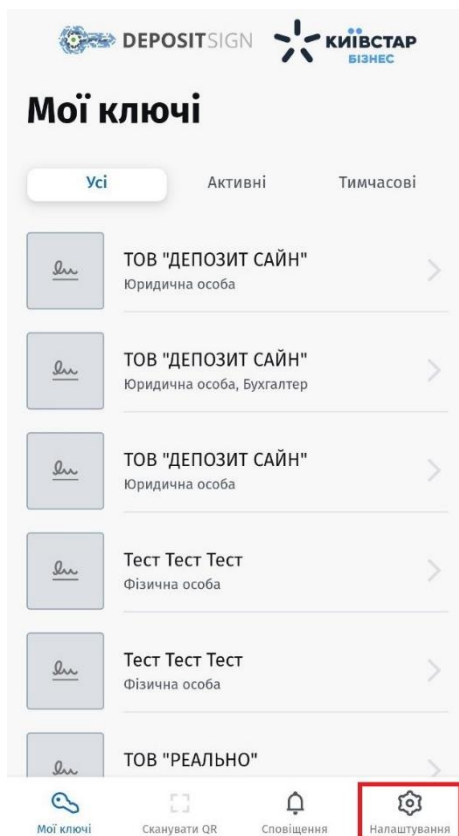 DEPOSITSIGN
КИЇВСТАР
БІЗНЕС
Мої ключі
Усі Активні Тимчасові
ТОВ "ДЕПОЗИТ САЙН"
Юридична особа
ТОВ "ДЕПОЗИТ САЙН"
Юридична особа, Бухгалтер
ТОВ "ДЕПОЗИТ САЙН"
Юридична особа
Тест Тест Тест
Фізична особа
Тест Тест Тест
Фізична особа
ТОВ "РЕАЛЬНО"
Мої ключі Сканувати QR Сповіщення Налаштування